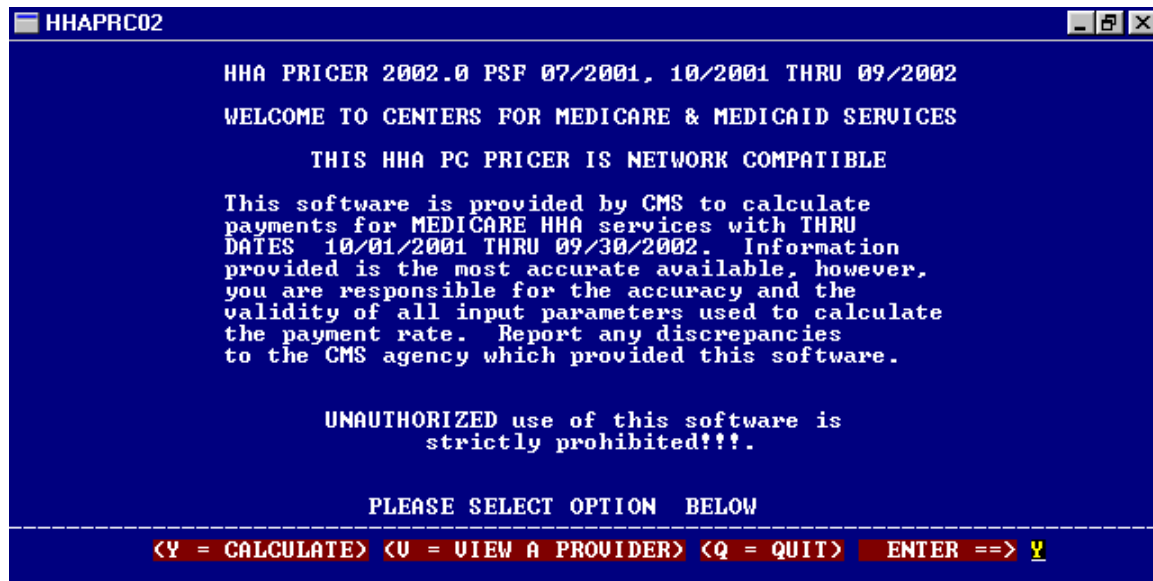 HHAPRC02
HHA PRICER 2002.0 PSF 07/2001, 10/2001 THRU 09/2002
WELCOME TO CENTERS FOR MEDICARE & MEDICAID SERVICES
THIS HHA PC PRICER IS NETWORK COMPATIBLE
This software is provided by CMS to calculate
payments for MEDICARE HHA services with THRU
DATES 10/01/2001 THRU 09/30/2002. Information
provided is the most accurate available, however,
you are responsible for the accuracy and the
validity of all input parameters used to calculate
the payment rate. Report any discrepancies
to the CMS agency which provided this software.
UNAUTHORIZED use of this software is
strictly prohibited!!!.
PLEASE SELECT OPTION BELOW
(Y = CALCULATE) (V = VIEW A PROVIDER) (Q = QUIT) ENTER ==> Y